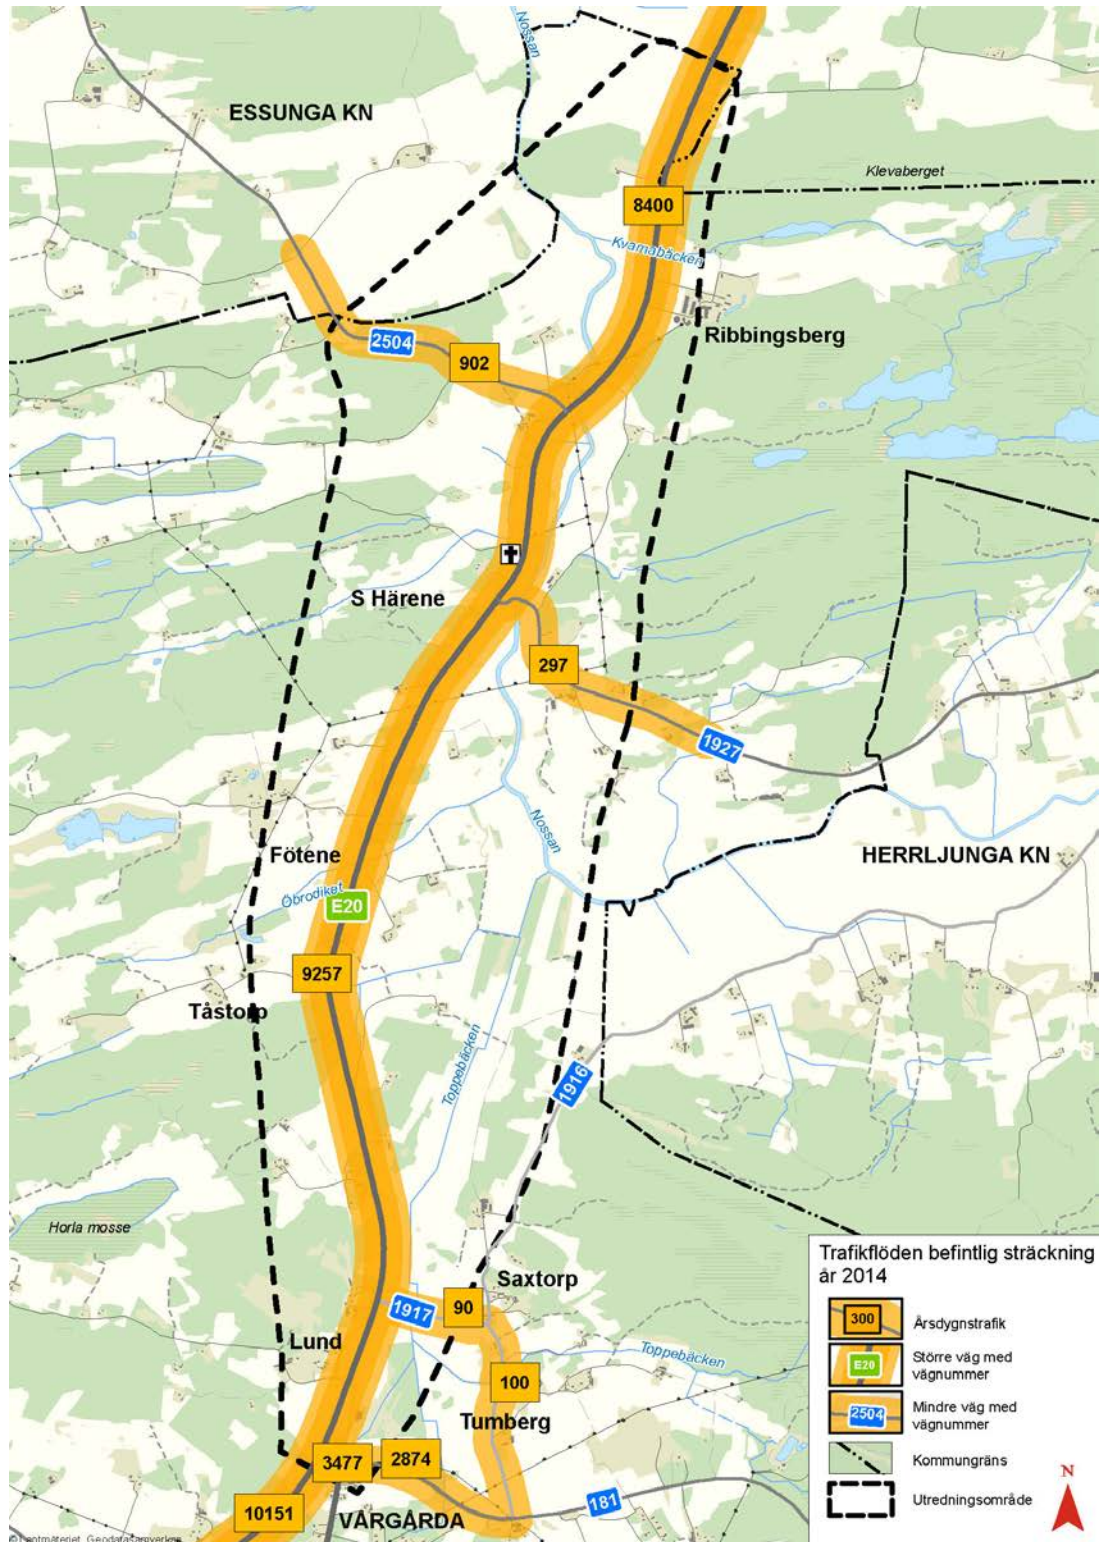 Nossan
ESSUNGA KN
Klevaberget
8400
Kvarnabäcken
Ribbingsberg
2504
902
S Härene
297
1927
Nossan
HERRLJUNGA KN
Fötene
Öbrodiket
E20
9257
Tåstorp
Toppebäcken
1916
Horla mosse
Saxtorp
1917
90
Lund
Toppebäcken
100
Tumberg
3477
2874
10151
VÅRGÅRDA
181
Trafikflöden befintlig sträckning
år 2014
300
Årsdygnstrafik
E20
Större väg med
vägnummer
2504
Mindre väg med
vägnummer
Kommungräns
Utredningsområde
N
© Lantmäteriet, Geodatasamverkan